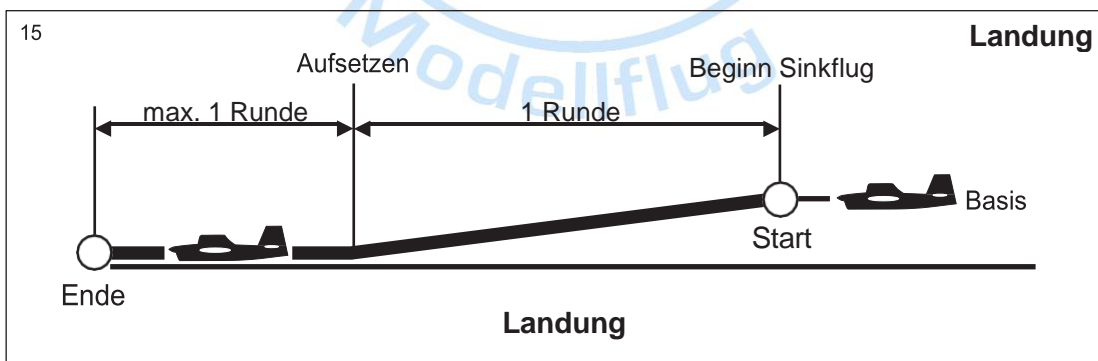 15
Landung
Modellflug
Aufsetzen
Beginn Sinkflug
max. 1 Runde
1 Runde
Basis
Start
Ende
Landung